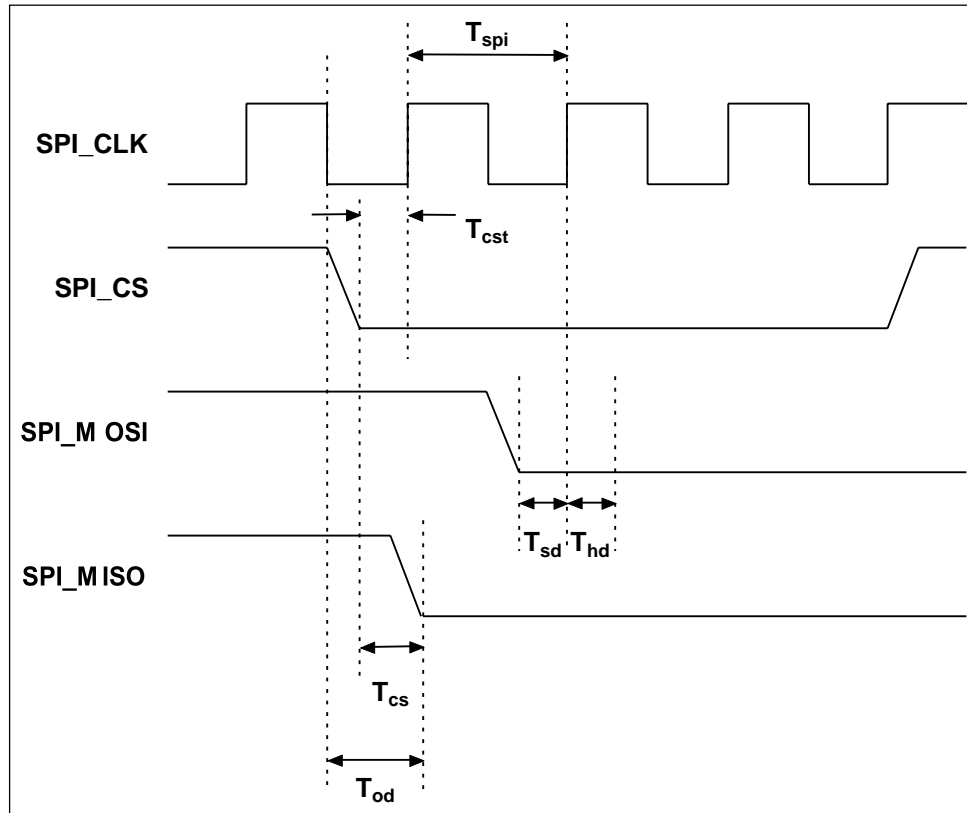 Tspi
SPI_CLK
Tcst
SPI_CS
SPI_M OSI
Tsd Thd
SPI_M ISO
Tcs
Tod